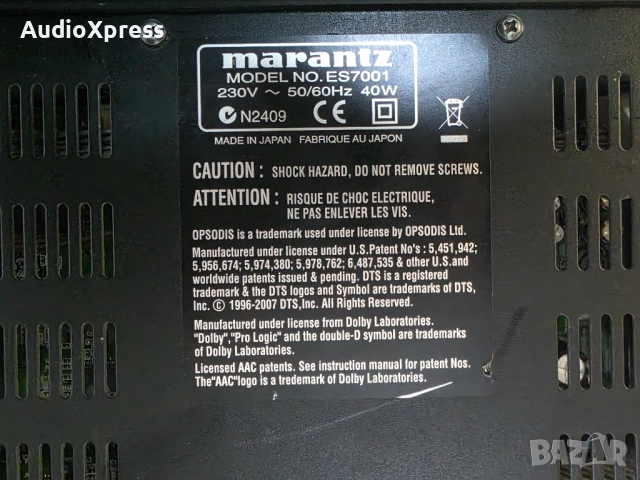 AudioXpress
marantz
MODEL NO. ES7001
230V ~ 50/60Hz 40W
N2409 CE
MADE IN JAPAN FABRIQUE AU JAPON
CAUTION : SHOCK HAZARD, DO NOT REMOVE SCREWS.
ATTENTION : RISQUE DE CHOC ELECTRIQUE,
NE PAS ENLEVER LES VIS.
OPSODIS is a trademark used under license by OPSODIS Ltd.
Manufactured under license under U.S.Patent No's : 5,451,942;
5,956,674; 5,974,380; 5,978,762; 6,487,535 & other U.S.and
worldwide patents issued & pending. DTS is a registered
trademark & the DTS logos and Symbol are trademarks of DTS,
Inc. © 1996-2007 DTS,Inc. All Rights Reserved.
Manufactured under license from Dolby Laboratories.
"Dolby","Pro Logic" and the double-D symbol are trademarks
of Dolby Laboratories.
Licensed AAC patents. See instruction manual for patent Nos.
The"AAC"logo is a trademark of Dolby Laboratories.
BAZAR